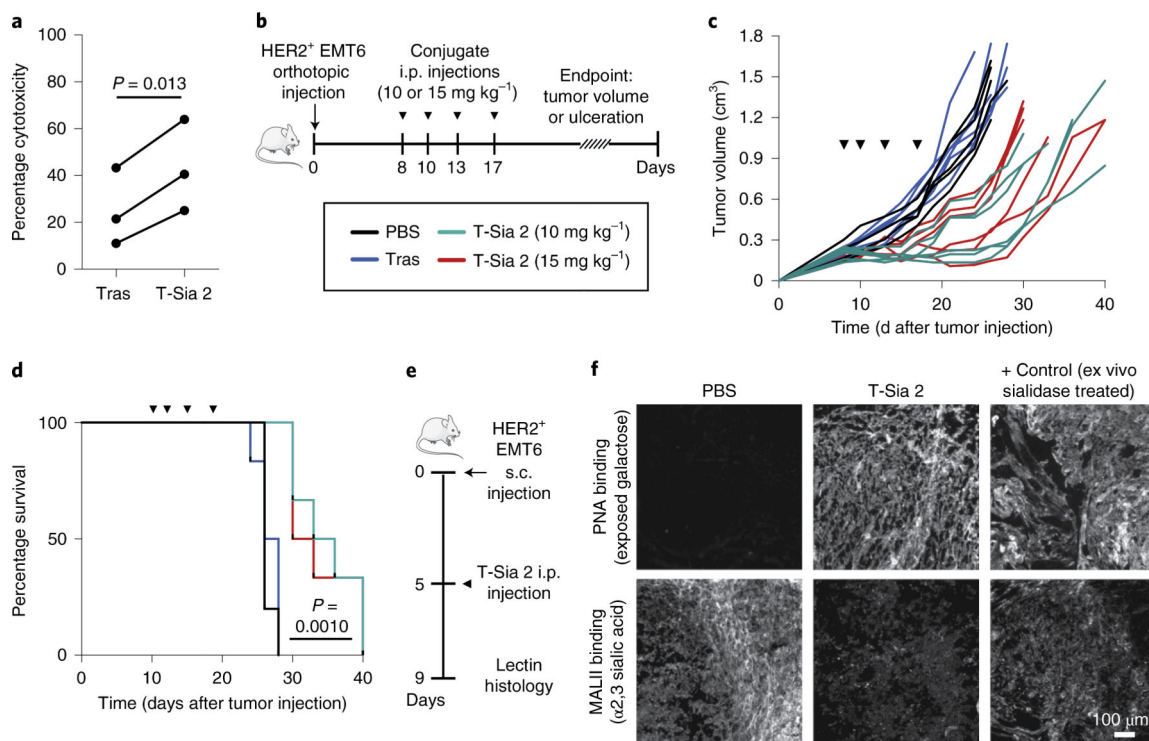 a
100
80
60
40
20
0
Percentage cytotoxicity
P = 0.013
Tras
T-Sia 2
b
HER2⁺ EMT6
orthotopic
injection
Conjugate
i.p. injections
(10 or 15 mg kg⁻¹)
Endpoint:
tumor volume
or ulceration
0
8
10
13
17
Days
PBS
T-Sia 2 (10 mg kg⁻¹)
Tras
T-Sia 2 (15 mg kg⁻¹)
c
1.8
1.5
1.2
0.9
0.6
0.3
0
Tumor volume (cm³)
0
10
20
30
40
Time (d after tumor injection)
d
100
50
0
Percentage survival
P =
0.0010
0
10
20
30
40
Time (days after tumor injection)
e
HER2⁺
EMT6
0
s.c.
injection
5
T-Sia 2 i.p.
injection
9
Days
Lectin
histology
f
PBS
T-Sia 2
+ Control (ex vivo
sialidase treated)
PNA binding
(exposed galactose)
MALII binding
(α2,3 sialic acid)
100 μm